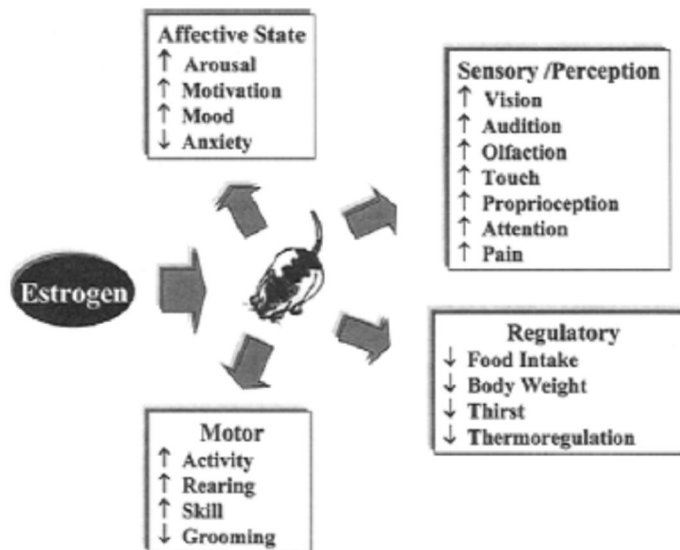 Affective State
↑ Arousal
↑ Motivation
↑ Mood
↓ Anxiety
Sensory /Perception
↑ Vision
↑ Audition
↑ Olfaction
↑ Touch
↑ Proprioception
↑ Attention
↑ Pain
Estrogen
Regulatory
↓ Food Intake
↓ Body Weight
↓ Thirst
↓ Thermoregulation
Motor
↑ Activity
↑ Rearing
↑ Skill
↓ Grooming